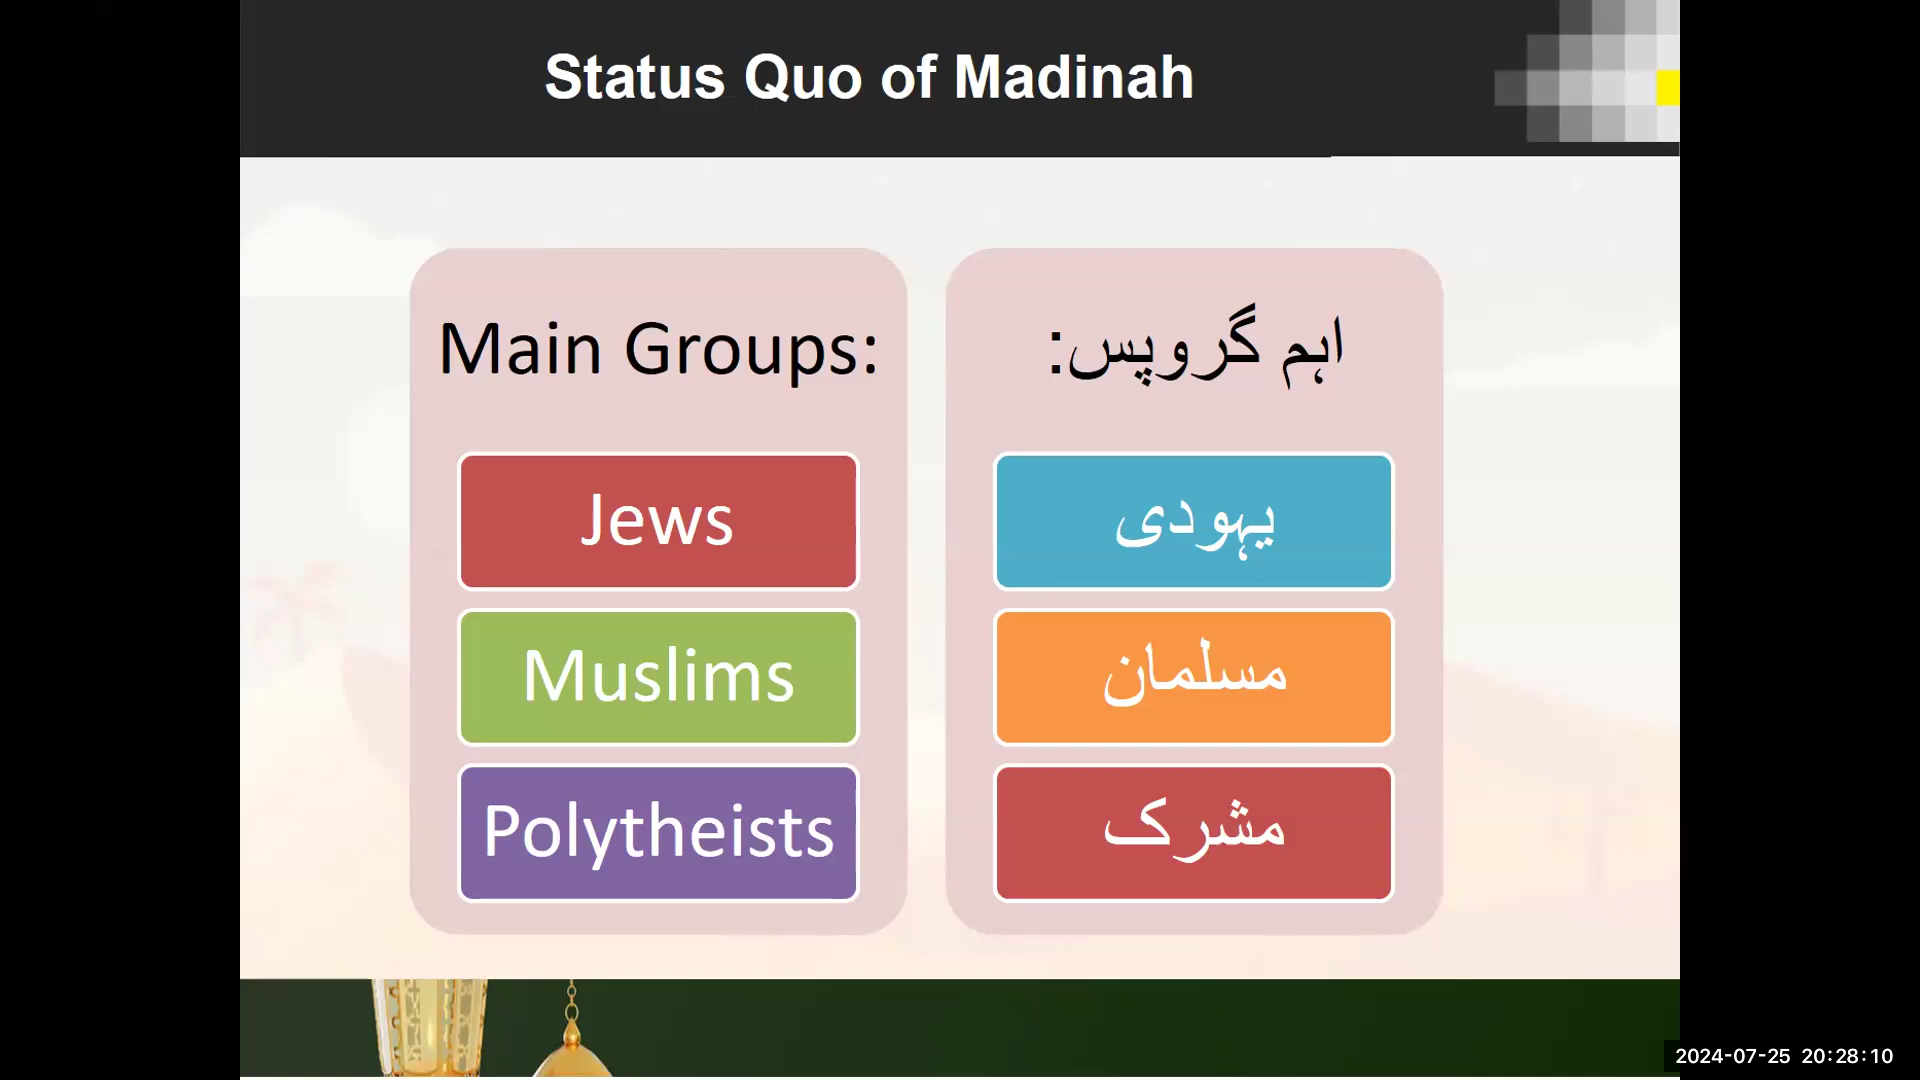 Status Quo of Madinah
Main Groups:
Jews
Muslims
Polytheists
اہم گروپس:
یہودی
مسلمان
مشرک
2024-07-25 20:28:10